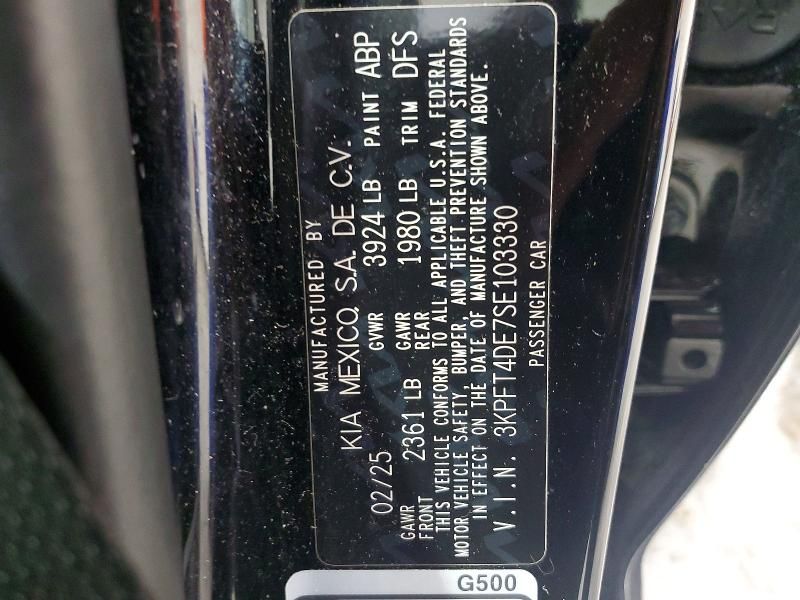 MANUFACTURED BY
KIA MEXICO, S.A. DE C.V.
02/25 GVWR 3924 LB PAINT ABP
GAWR FRONT 2361 LB GAWR REAR 1980 LB TRIM DFS
THIS VEHICLE CONFORMS TO ALL APPLICABLE U.S.A. FEDERAL
MOTOR VEHICLE SAFETY, BUMPER, AND THEFT PREVENTION STANDARDS
IN EFFECT ON THE DATE OF MANUFACTURE SHOWN ABOVE.
V.I.N. 3KPFT4DE7SE103330
PASSENGER CAR
G500